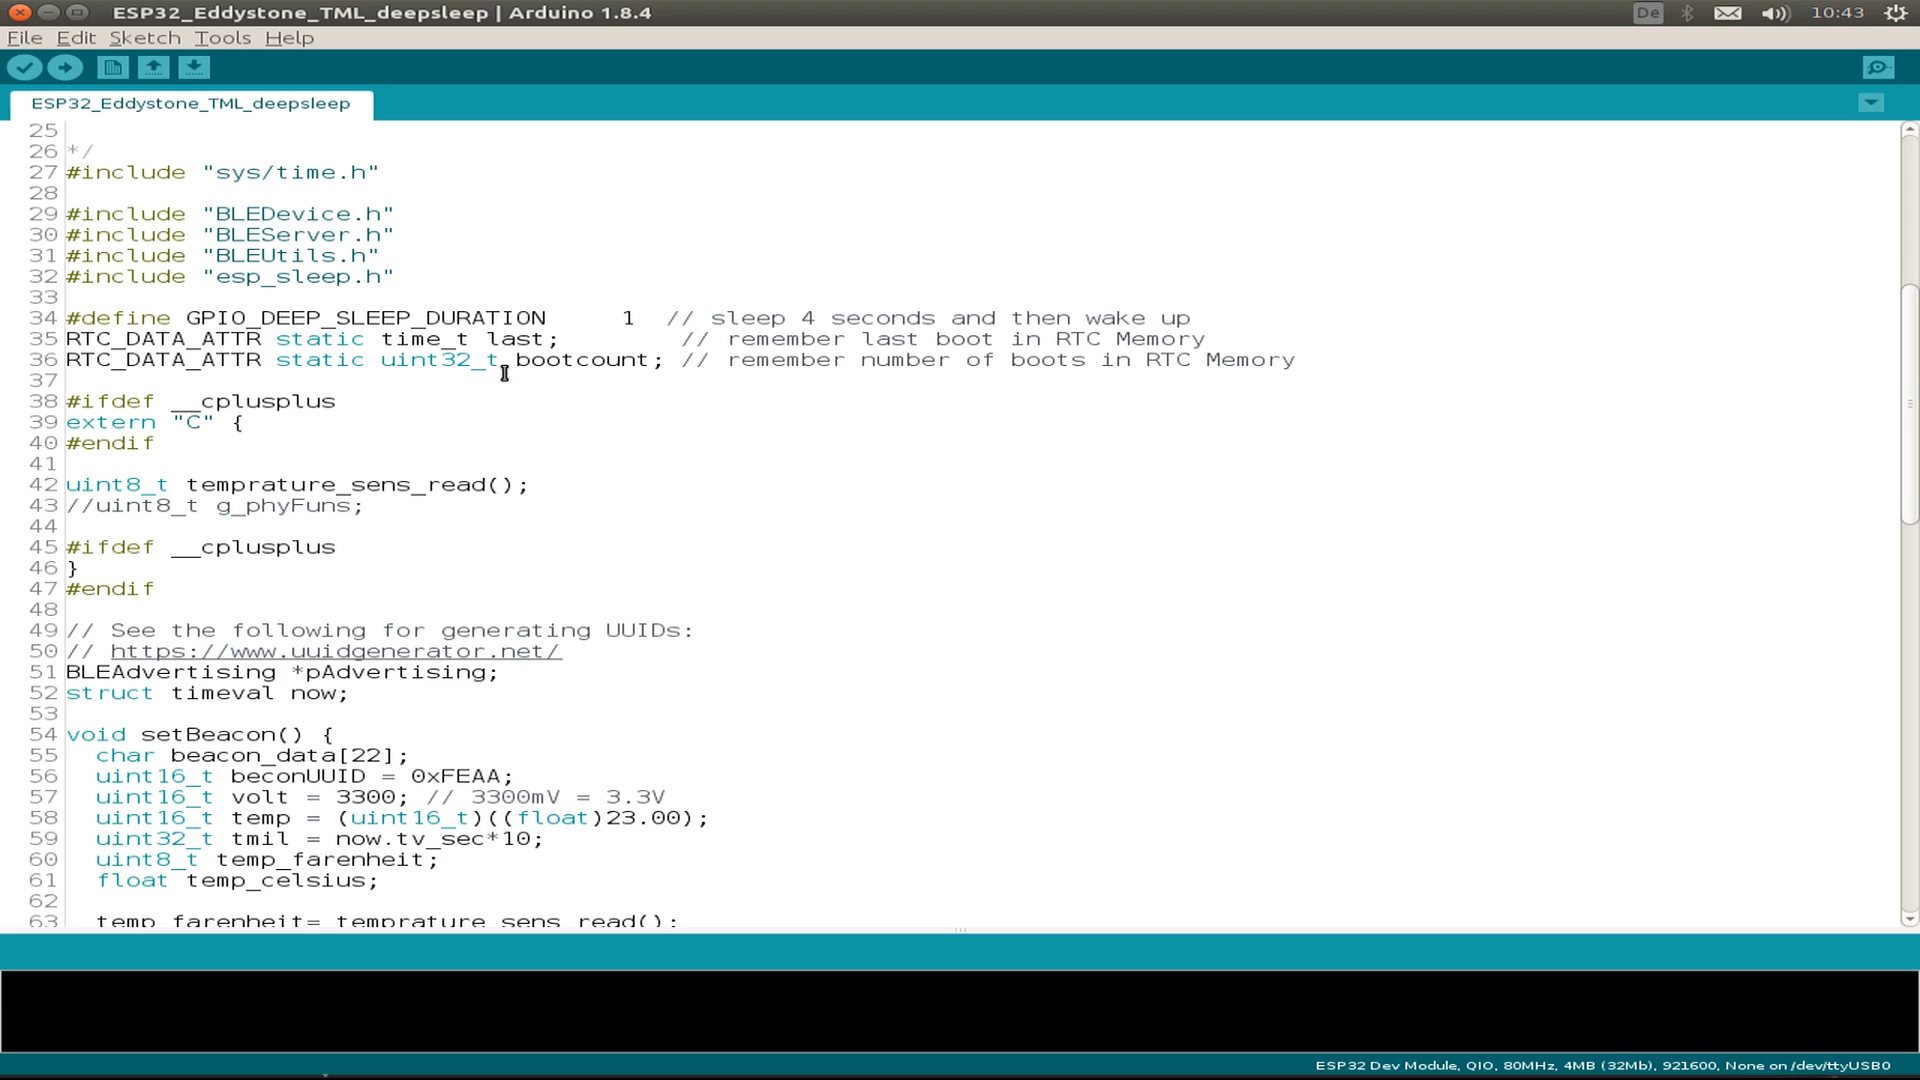 ESP32_Eddystone_TML_deepsleep | Arduino 1.8.4
De
10:43
File Edit Sketch Tools Help
ESP32_Eddystone_TML_deepsleep
25
26 */
27 #include "sys/time.h"
28
29 #include "BLEDevice.h"
30 #include "BLEServer.h"
31 #include "BLEUtils.h"
32 #include "esp_sleep.h"
33
34 #define GPIO_DEEP_SLEEP_DURATION     1  // sleep 4 seconds and then wake up
35 RTC_DATA_ATTR static time_t last;        // remember last boot in RTC Memory
36 RTC_DATA_ATTR static uint32_t bootcount; // remember number of boots in RTC Memory
37
38 #ifdef __cplusplus
39 extern "C" {
40 #endif
41
42 uint8_t temprature_sens_read();
43 //uint8_t g_phyFuns;
44
45 #ifdef __cplusplus
46 }
47 #endif
48
49 // See the following for generating UUIDs:
50 // https://www.uuidgenerator.net/
51 BLEAdvertising *pAdvertising;
52 struct timeval now;
53
54 void setBeacon() {
55   char beacon_data[22];
56   uint16_t beconUUID = 0xFEAA;
57   uint16_t volt = 3300; // 3300mV = 3.3V
58   uint16_t temp = (uint16_t)((float)23.00);
59   uint32_t tmil = now.tv_sec*10;
60   uint8_t temp_farenheit;
61   float temp_celsius;
62
63   temp_farenheit= temprature_sens_read();
ESP32 Dev Module, QIO, 80MHz, 4MB (32Mb), 921600, None on /dev/ttyUSB0